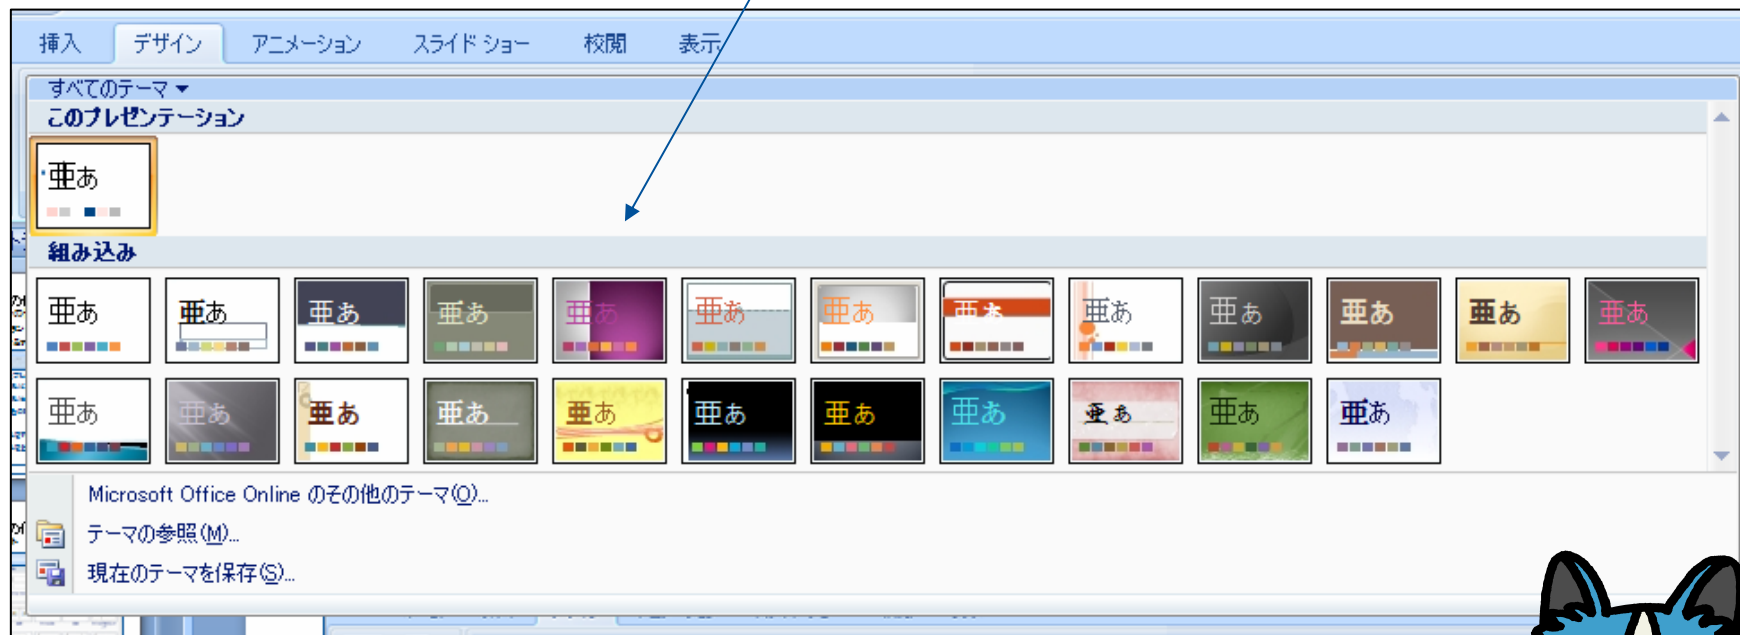 挿入 デザイン アニメーション スライド ショー 校閲 表示
すべてのテーマ
このプレゼンテーション
亜あ
組み込み
亜あ 亜あ 亜あ 亜あ 亜あ 亜あ 亜あ 亜あ 亜あ 亜あ 亜あ 亜あ 亜あ
亜あ 亜あ 亜あ 亜あ 亜あ 亜あ 亜あ 亜あ 亜あ 亜あ 亜あ
Microsoft Office Online のその他のテーマ(O)...
テーマの参照(M)...
現在のテーマを保存(S)...